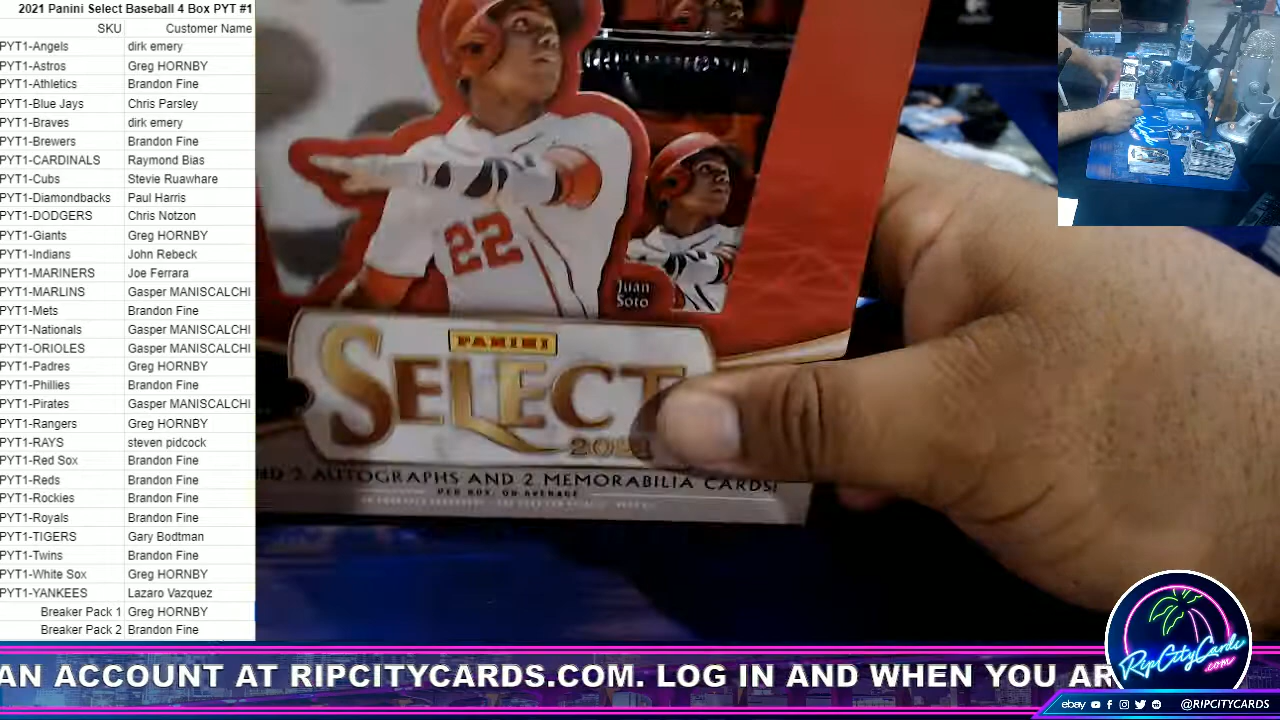 2021 Panini Select Baseball 4 Box PYT #1
SKU Customer Name
PYT1-Angels dirk emery
PYT1-Astros Greg HORNBY
PYT1-Athletics Brandon Fine
PYT1-Blue Jays Chris Parsley
PYT1-Braves dirk emery
PYT1-Brewers Brandon Fine
PYT1-CARDINALS Raymond Bias
PYT1-Cubs Stevie Ruawhare
PYT1-Diamondbacks Paul Harris
PYT1-DODGERS Chris Notzon
PYT1-Giants Greg HORNBY
PYT1-Indians John Rebeck
PYT1-MARINERS Joe Ferrara
PYT1-MARLINS Gasper MANISCALCHI
PYT1-Mets Brandon Fine
PYT1-Nationals Gasper MANISCALCHI
PYT1-ORIOLES Gasper MANISCALCHI
PYT1-Padres Greg HORNBY
PYT1-Phillies Brandon Fine
PYT1-Pirates Gasper MANISCALCHI
PYT1-Rangers Greg HORNBY
PYT1-RAYS steven pidcock
PYT1-Red Sox Brandon Fine
PYT1-Reds Brandon Fine
PYT1-Rockies Brandon Fine
PYT1-Royals Brandon Fine
PYT1-TIGERS Gary Bodtman
PYT1-Twins Brandon Fine
PYT1-White Sox Greg HORNBY
PYT1-YANKEES Lazaro Vazquez
Breaker Pack 1 Greg HORNBY
Breaker Pack 2 Brandon Fine
22
Juan
Soto
PANINI
SELECT
2 AUTOGRAPHS AND 2 MEMORABILIA CARDS!
PER BOX, ON AVERAGE
AN ACCOUNT AT RIPCITYCARDS.COM. LOG IN AND WHEN YOU AR
RipCityCards
.com
ebay @RIPCITYCARDS